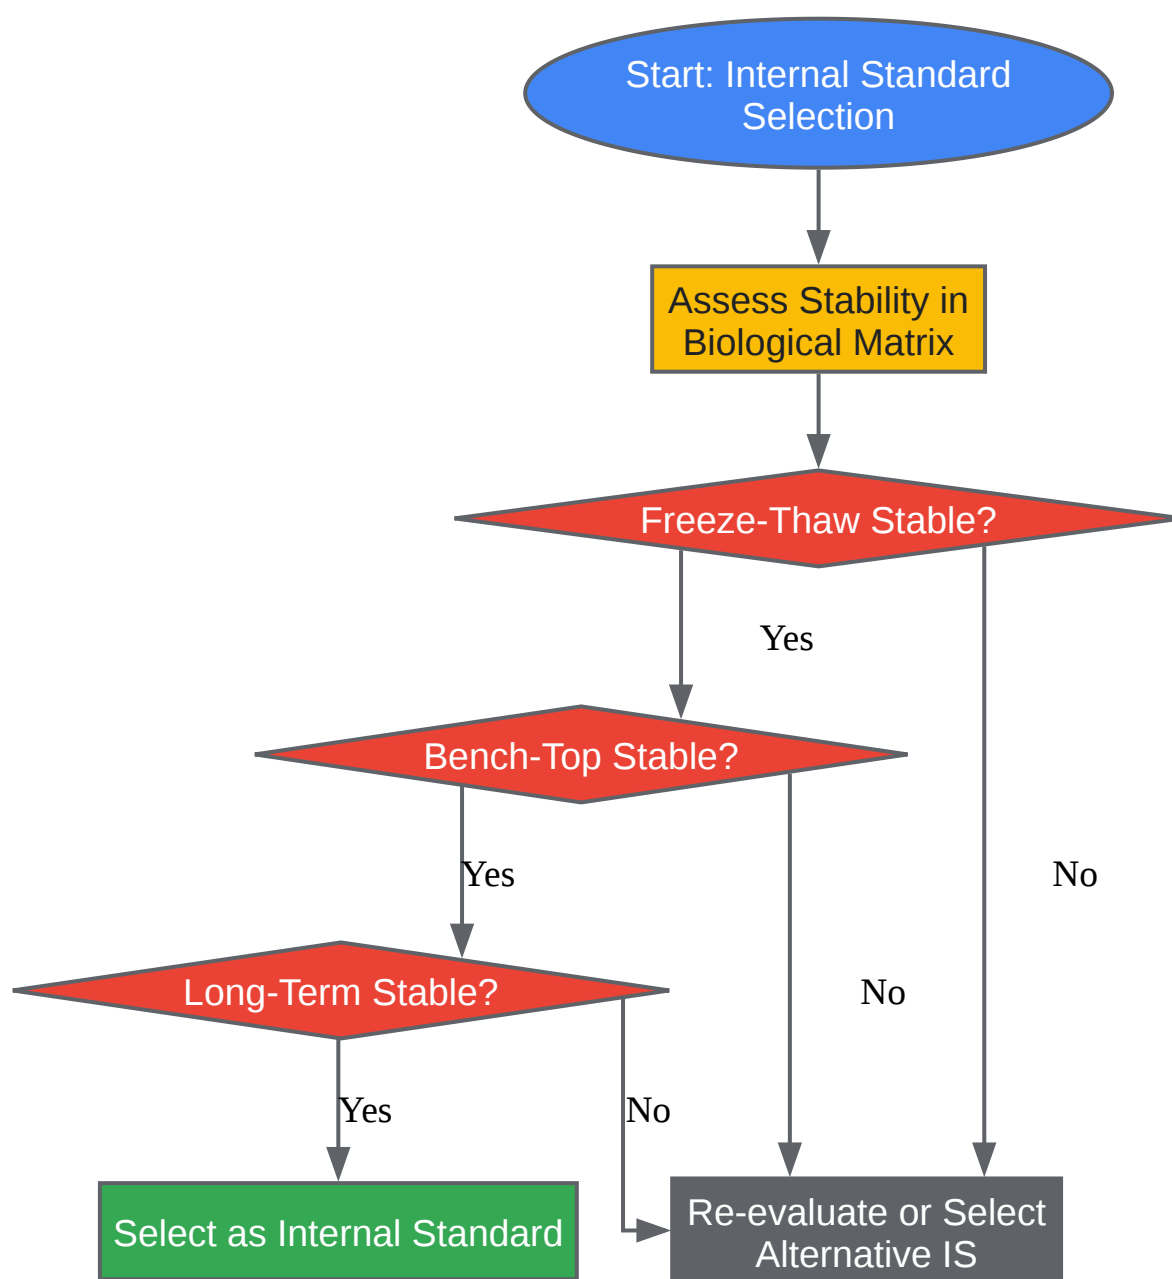 Start: Internal Standard
Selection
Assess Stability in
Biological Matrix
Freeze-Thaw Stable?
Yes
Bench-Top Stable?
Yes
No
Long-Term Stable?
No
Yes
No
Select as Internal Standard
Re-evaluate or Select
Alternative IS